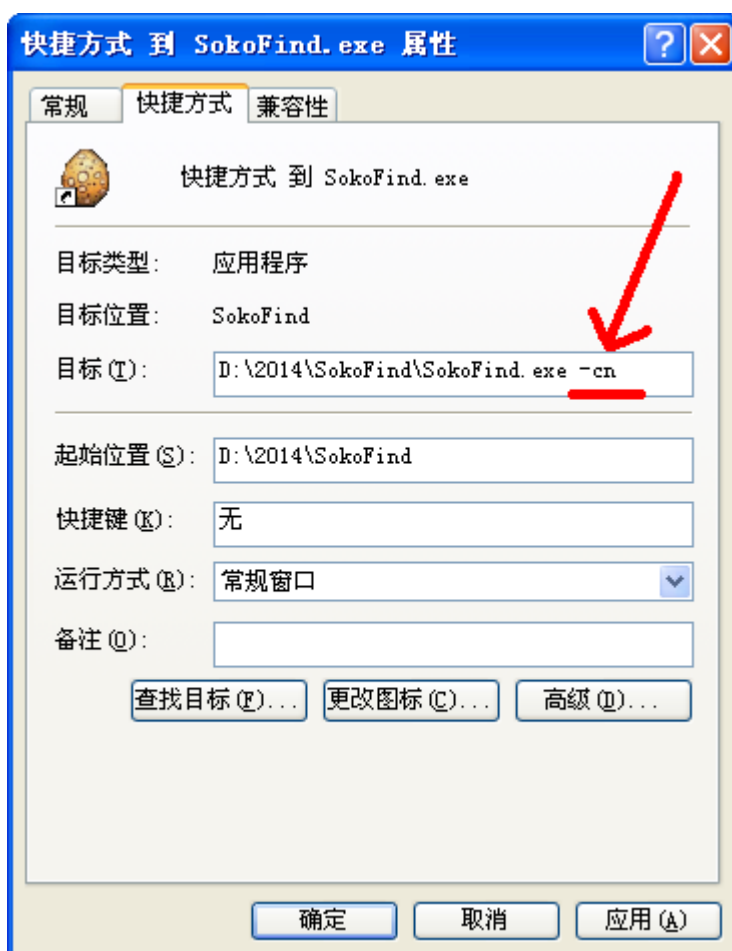 快捷方式 到 SokoFind.exe 属性
常规 快捷方式 兼容性
快捷方式 到 SokoFind.exe
目标类型: 应用程序
目标位置: SokoFind
目标(T): D:\2014\SokoFind\SokoFind.exe -cn
起始位置(S): D:\2014\SokoFind
快捷键(K): 无
运行方式(R): 常规窗口
备注(O):
查找目标(F)... 更改图标(C)... 高级(D)...
确定 取消 应用(A)